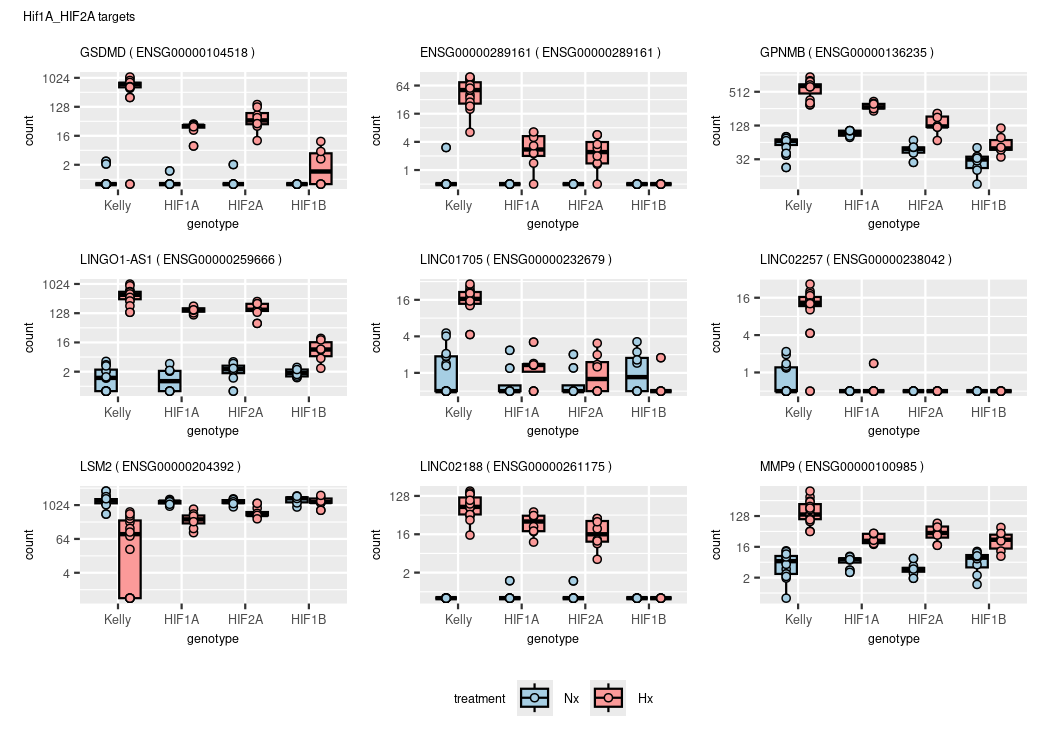 Hif1A_HIF2A targets
GSDMD ( ENSG00000104518 )
1024
128
16
2
count
Kelly HIF1A HIF2A HIF1B
genotype
ENSG00000289161 ( ENSG00000289161 )
64
16
4
1
count
Kelly HIF1A HIF2A HIF1B
genotype
GPNMB ( ENSG00000136235 )
512
128
32
count
Kelly HIF1A HIF2A HIF1B
genotype
LINGO1-AS1 ( ENSG00000259666 )
1024
128
16
2
count
Kelly HIF1A HIF2A HIF1B
genotype
LINC01705 ( ENSG00000232679 )
16
4
1
count
Kelly HIF1A HIF2A HIF1B
genotype
LINC02257 ( ENSG00000238042 )
16
4
1
count
Kelly HIF1A HIF2A HIF1B
genotype
LSM2 ( ENSG00000204392 )
1024
64
4
count
Kelly HIF1A HIF2A HIF1B
genotype
LINC02188 ( ENSG00000261175 )
128
16
2
count
Kelly HIF1A HIF2A HIF1B
genotype
MMP9 ( ENSG00000100985 )
128
16
2
count
Kelly HIF1A HIF2A HIF1B
genotype
treatment Nx Hx